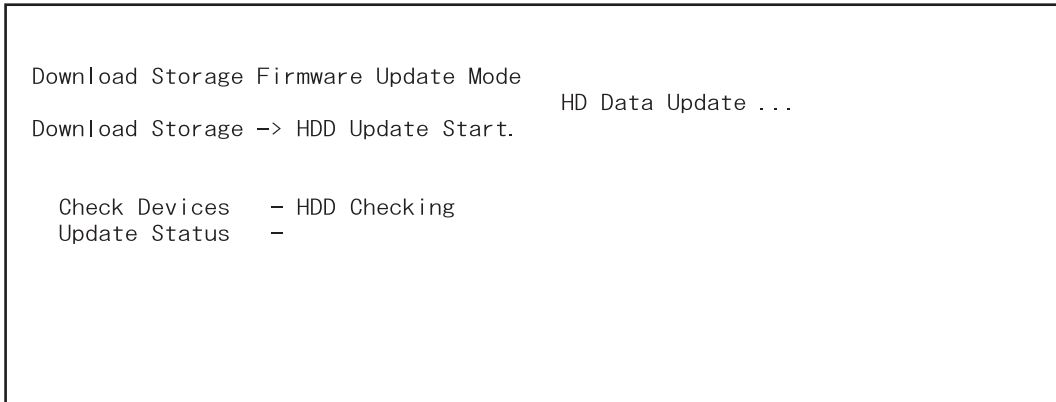 Download Storage Firmware Update Mode
HD Data Update ...
Download Storage -> HDD Update Start.
Check Devices - HDD Checking
Update Status -